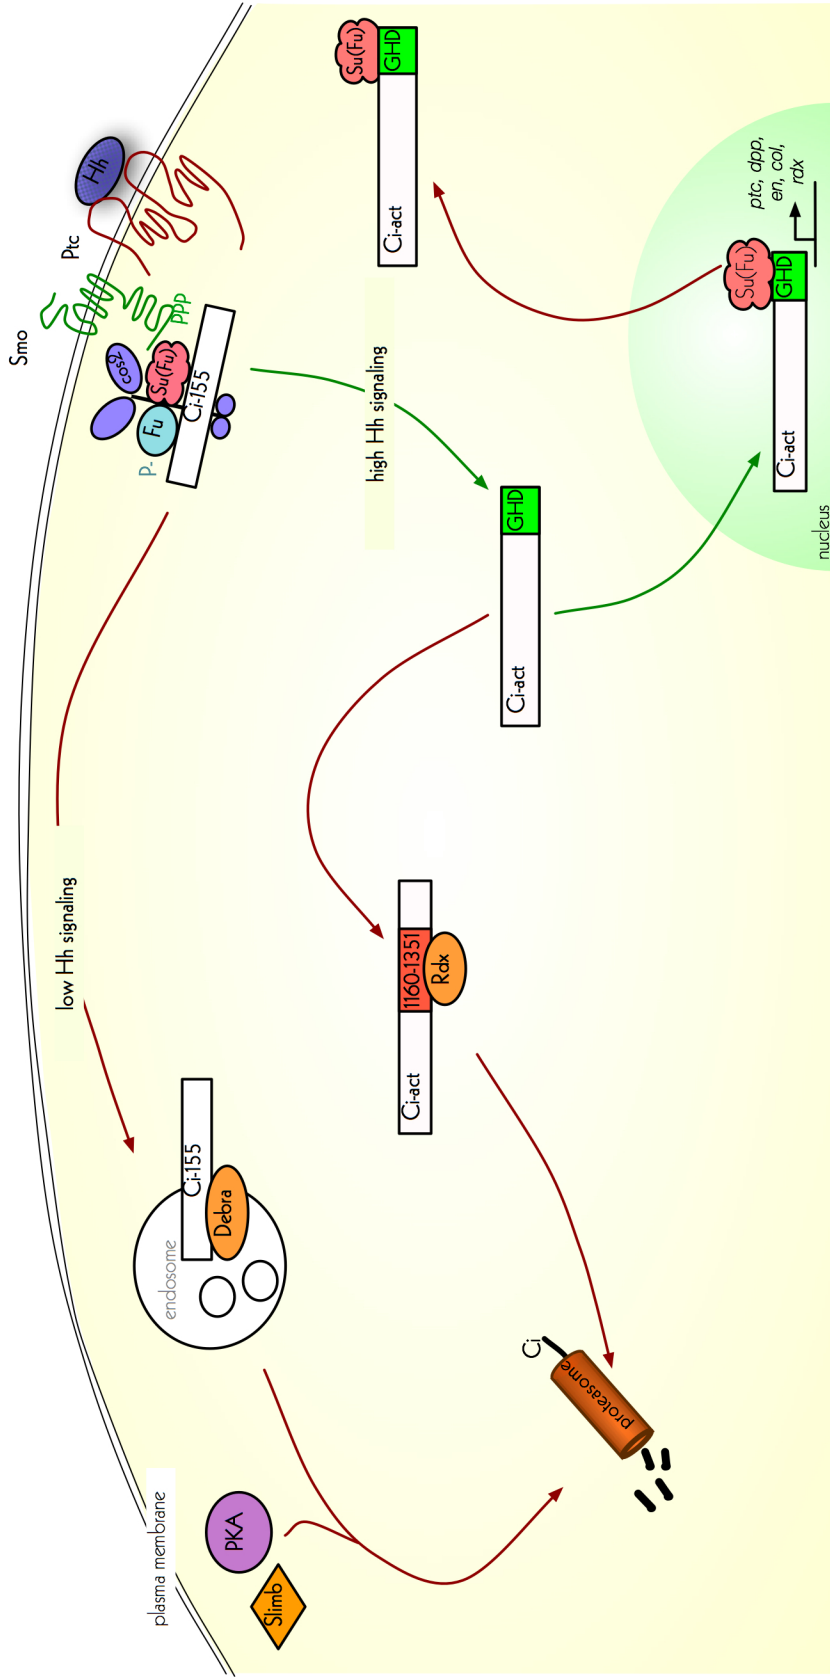 plasma membrane
low Hh signaling
Smo
Ptc
Hh
Slimb
PKA
endosome
Ci-155
Debra
P-
Fu
cos2
Su(Fu)
PPP
Ci-155
high Hh signaling
Su(Fu)
Ci-act
GHD
Ci-act
1160-1351
Rdx
Ci-act
GHD
Ci
proteasome
ptc, dpp,
en, col,
rdx
Su(Fu)
Ci-act
GHD
nucleus